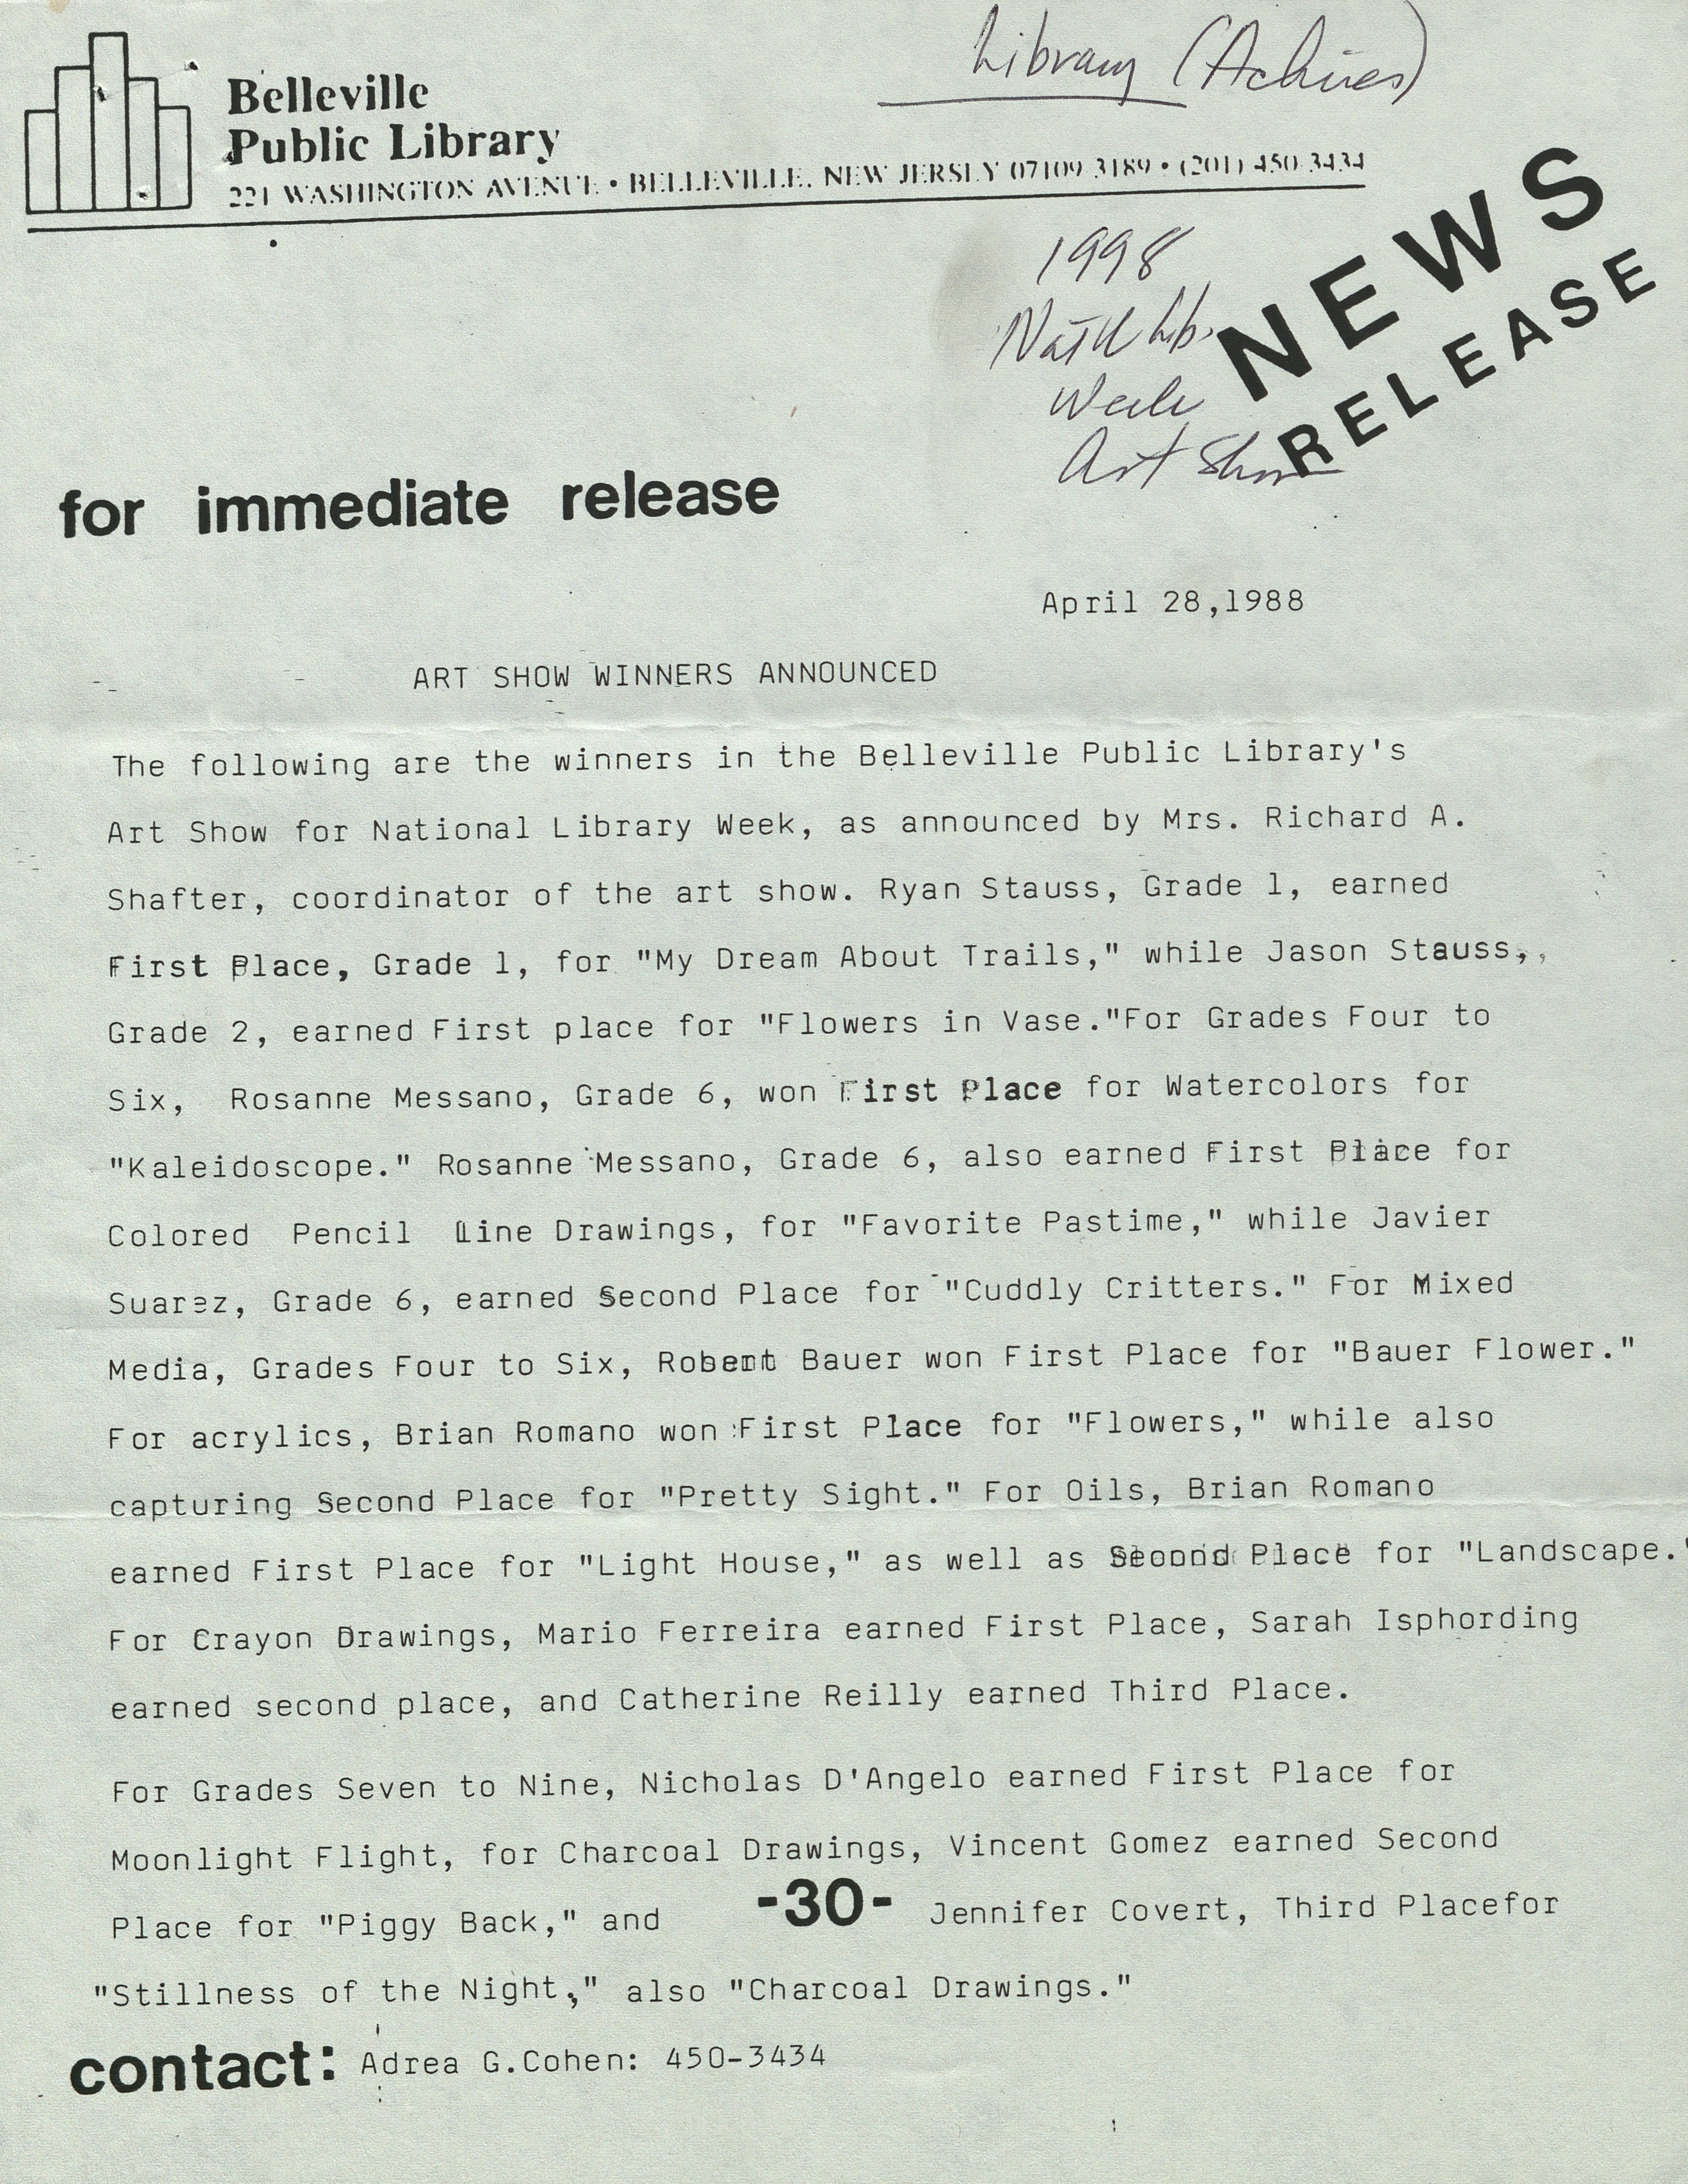 Library (Achives)
Belleville
Public Library
221 WASHINGTON AVENUE • BELLEVILLE, NEW JERSEY 07109-3189 • (201) 450-3434
NEWS
RELEASE
1998
Nat'l Lib.
Week
Art Show
for immediate release
April 28,1988
ART SHOW WINNERS ANNOUNCED
The following are the winners in the Belleville Public Library's
Art Show for National Library Week, as announced by Mrs. Richard A.
Shafter, coordinator of the art show. Ryan Stauss, Grade 1, earned
First Place, Grade 1, for "My Dream About Trails," while Jason Stauss,,
Grade 2, earned First place for "Flowers in Vase."For Grades Four to
Six, Rosanne Messano, Grade 6, won First Place for Watercolors for
"Kaleidoscope." Rosanne Messano, Grade 6, also earned First Place for
Colored Pencil Line Drawings, for "Favorite Pastime," while Javier
Suarez, Grade 6, earned Second Place for "Cuddly Critters." For Mixed
Media, Grades Four to Six, Robert Bauer won First Place for "Bauer Flower."
For acrylics, Brian Romano won First Place for "Flowers," while also
capturing Second Place for "Pretty Sight." For Oils, Brian Romano
earned First Place for "Light House," as well as Second Place for "Landscape."
For Crayon Drawings, Mario Ferreira earned First Place, Sarah Isphording
earned second place, and Catherine Reilly earned Third Place.
For Grades Seven to Nine, Nicholas D'Angelo earned First Place for
Moonlight Flight, for Charcoal Drawings, Vincent Gomez earned Second
Place for "Piggy Back," and -30- Jennifer Covert, Third Placefor
"Stillness of the Night," also "Charcoal Drawings."
contact: Adrea G.Cohen: 450-3434